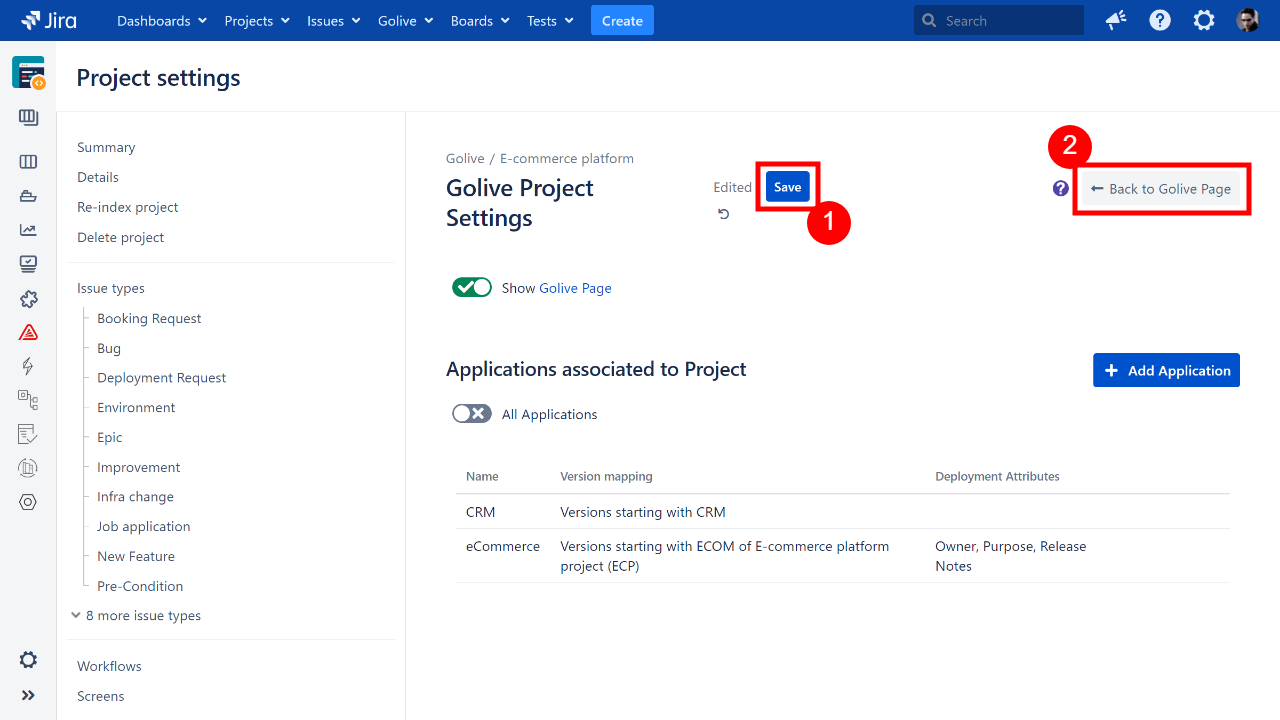 Jira
Dashboards Projects Issues Golive Boards Tests Create Search
Project settings
Summary
Details
Re-index project
Delete project
Issue types
Booking Request
Bug
Deployment Request
Environment
Epic
Improvement
Infra change
Job application
New Feature
Pre-Condition
8 more issue types
Workflows
Screens
Golive / E-commerce platform
Golive Project
Settings
Edited Save
1
2
? Back to Golive Page
Show Golive Page
Applications associated to Project
Add Application
All Applications
Name Version mapping Deployment Attributes
CRM Versions starting with CRM
eCommerce Versions starting with ECOM of E-commerce platform Owner, Purpose, Release
project (ECP) Notes